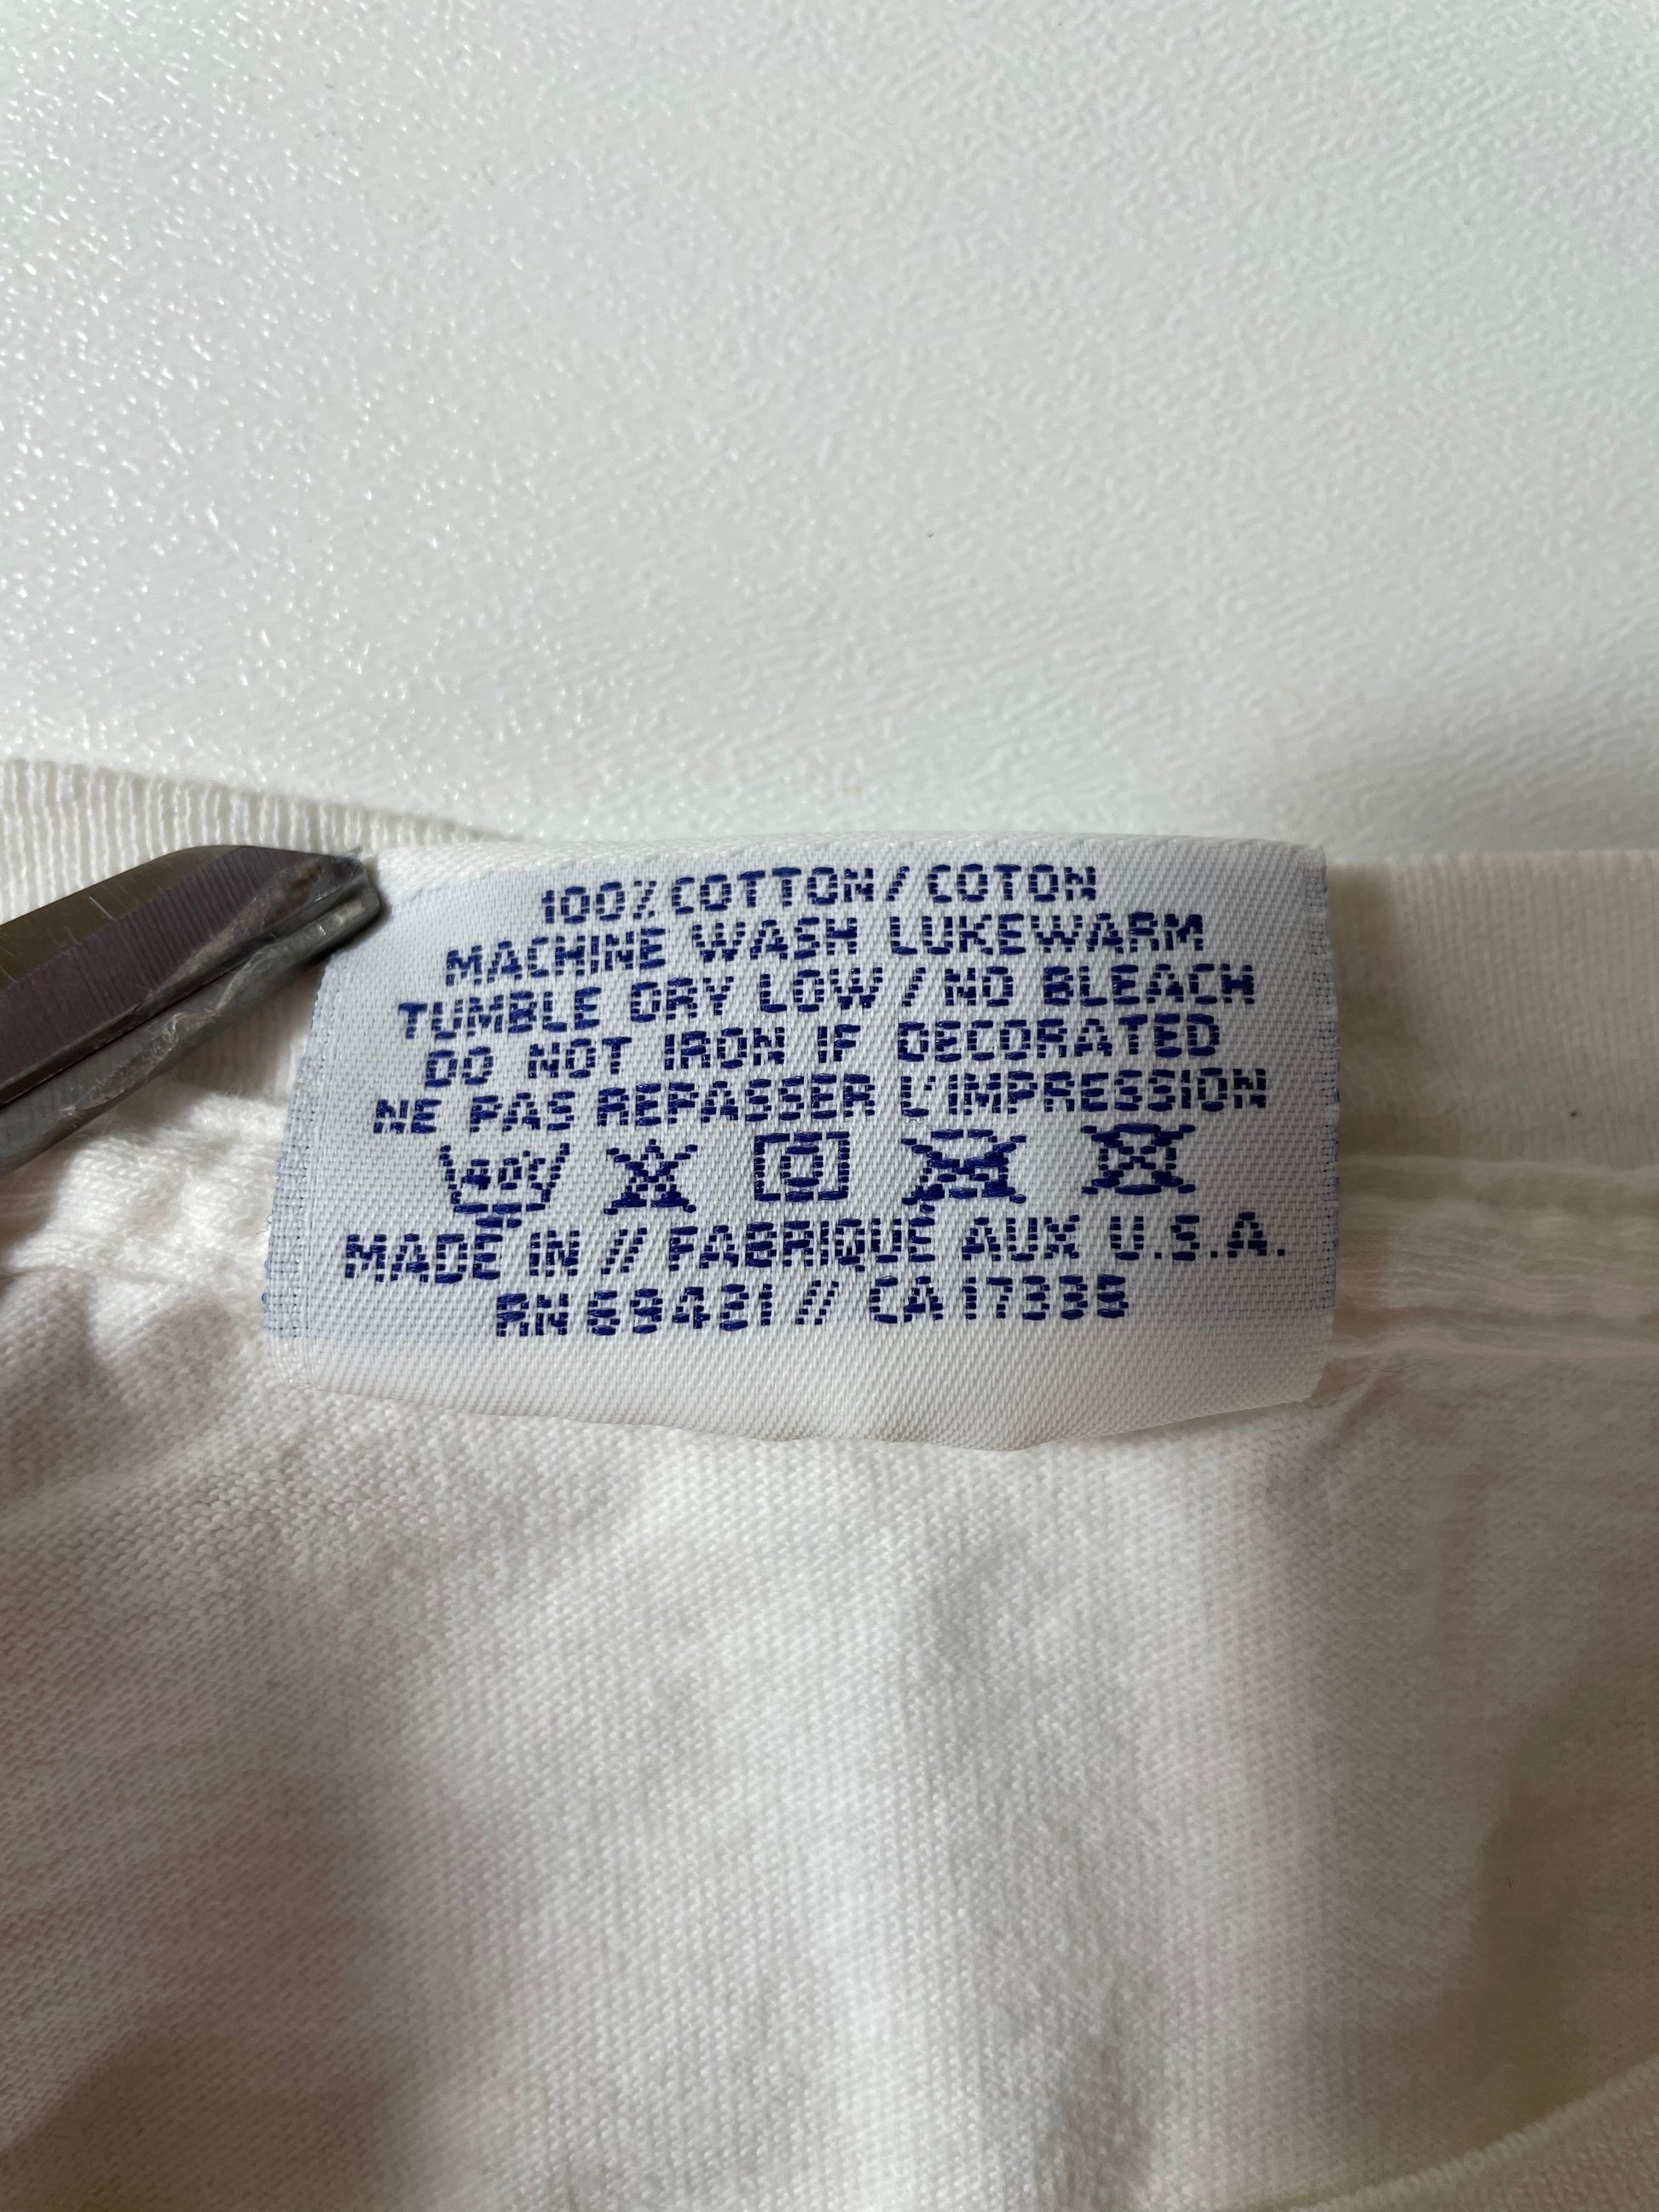 100% COTTON / COTON
MACHINE WASH LUKEWARM
TUMBLE DRY LOW / NO BLEACH
DO NOT IRON IF DECORATED
NE PAS REPASSER L'IMPRESSION
40°C
MADE IN // FABRIQUÉ AUX U.S.A.
RN 69421 // CA 17335